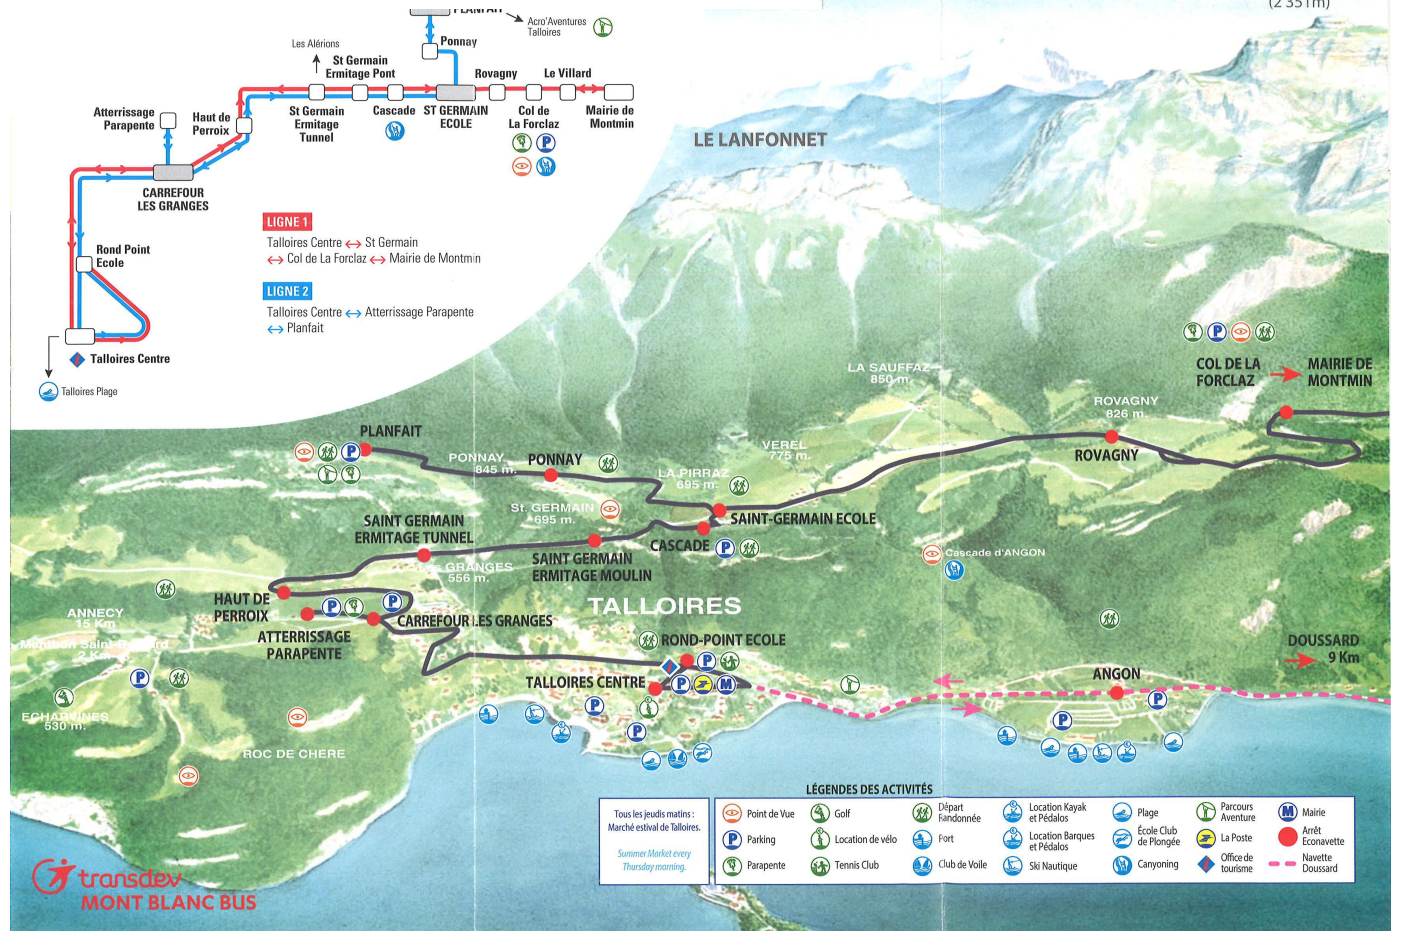 (2 351m)
PLANFAIT
Acro'Aventures
Talloires
Ponnay
Les Alérions
St Germain
Ermitage Pont
Rovagny
Le Villard
Atterrissage
Parapente
Haut de
Perroix
St Germain
Ermitage
Tunnel
Cascade
ST GERMAIN
ECOLE
Col de
La Forclaz
P
Mairie de
Montmin
CARREFOUR
LES GRANGES
LIGNE 1
Talloires Centre ↔ St Germain
↔ Col de La Forclaz ↔ Mairie de Montmin
Rond Point
Ecole
LIGNE 2
Talloires Centre ↔ Atterrissage Parapente
↔ Planfait
Talloires Centre
Talloires Plage
LE LANFONNET
P
COL DE LA
FORCLAZ
MAIRIE DE
MONTMIN
LA SAUFFAZ
850 m.
ROVAGNY
826 m.
ROVAGNY
PLANFAIT
P
PONNAY
845 m.
PONNAY
VEREL
775 m.
LA PIRRAZ
695 m.
St. GERMAIN
695 m.
SAINT-GERMAIN ECOLE
SAINT GERMAIN
ERMITAGE TUNNEL
CASCADE
P
SAINT GERMAIN
ERMITAGE MOULIN
Cascade d'ANGON
LES GRANGES
556 m.
HAUT DE
PERROIX
P
P
TALLOIRES
ANNECY
15 Km
CARREFOUR LES GRANGES
ATTERRISSAGE
PARAPENTE
Menthon Saint-Bernard
2 Km
ROND-POINT ECOLE
P
DOUSSARD
9 Km
P
TALLOIRES CENTRE
P
M
ANGON
P
P
P
P
ECHARVINES
530 m.
ROC DE CHERE
LÉGENDES DES ACTIVITÉS
Tous les jeudis matins :
Marché estival de Talloires.
Summer Market every
Thursday morning.
Point de Vue
Golf
Départ
Randonnée
Location Kayak
et Pédalos
Plage
Parcours
Aventure
M
Mairie
P
Parking
Location de vélo
Port
Location Barques
et Pédalos
École Club
de Plongée
La Poste
Arrêt
Econavette
Parapente
Tennis Club
Club de Voile
Ski Nautique
Canyoning
Office de
tourisme
Navette
Doussard
transdev
MONT BLANC BUS